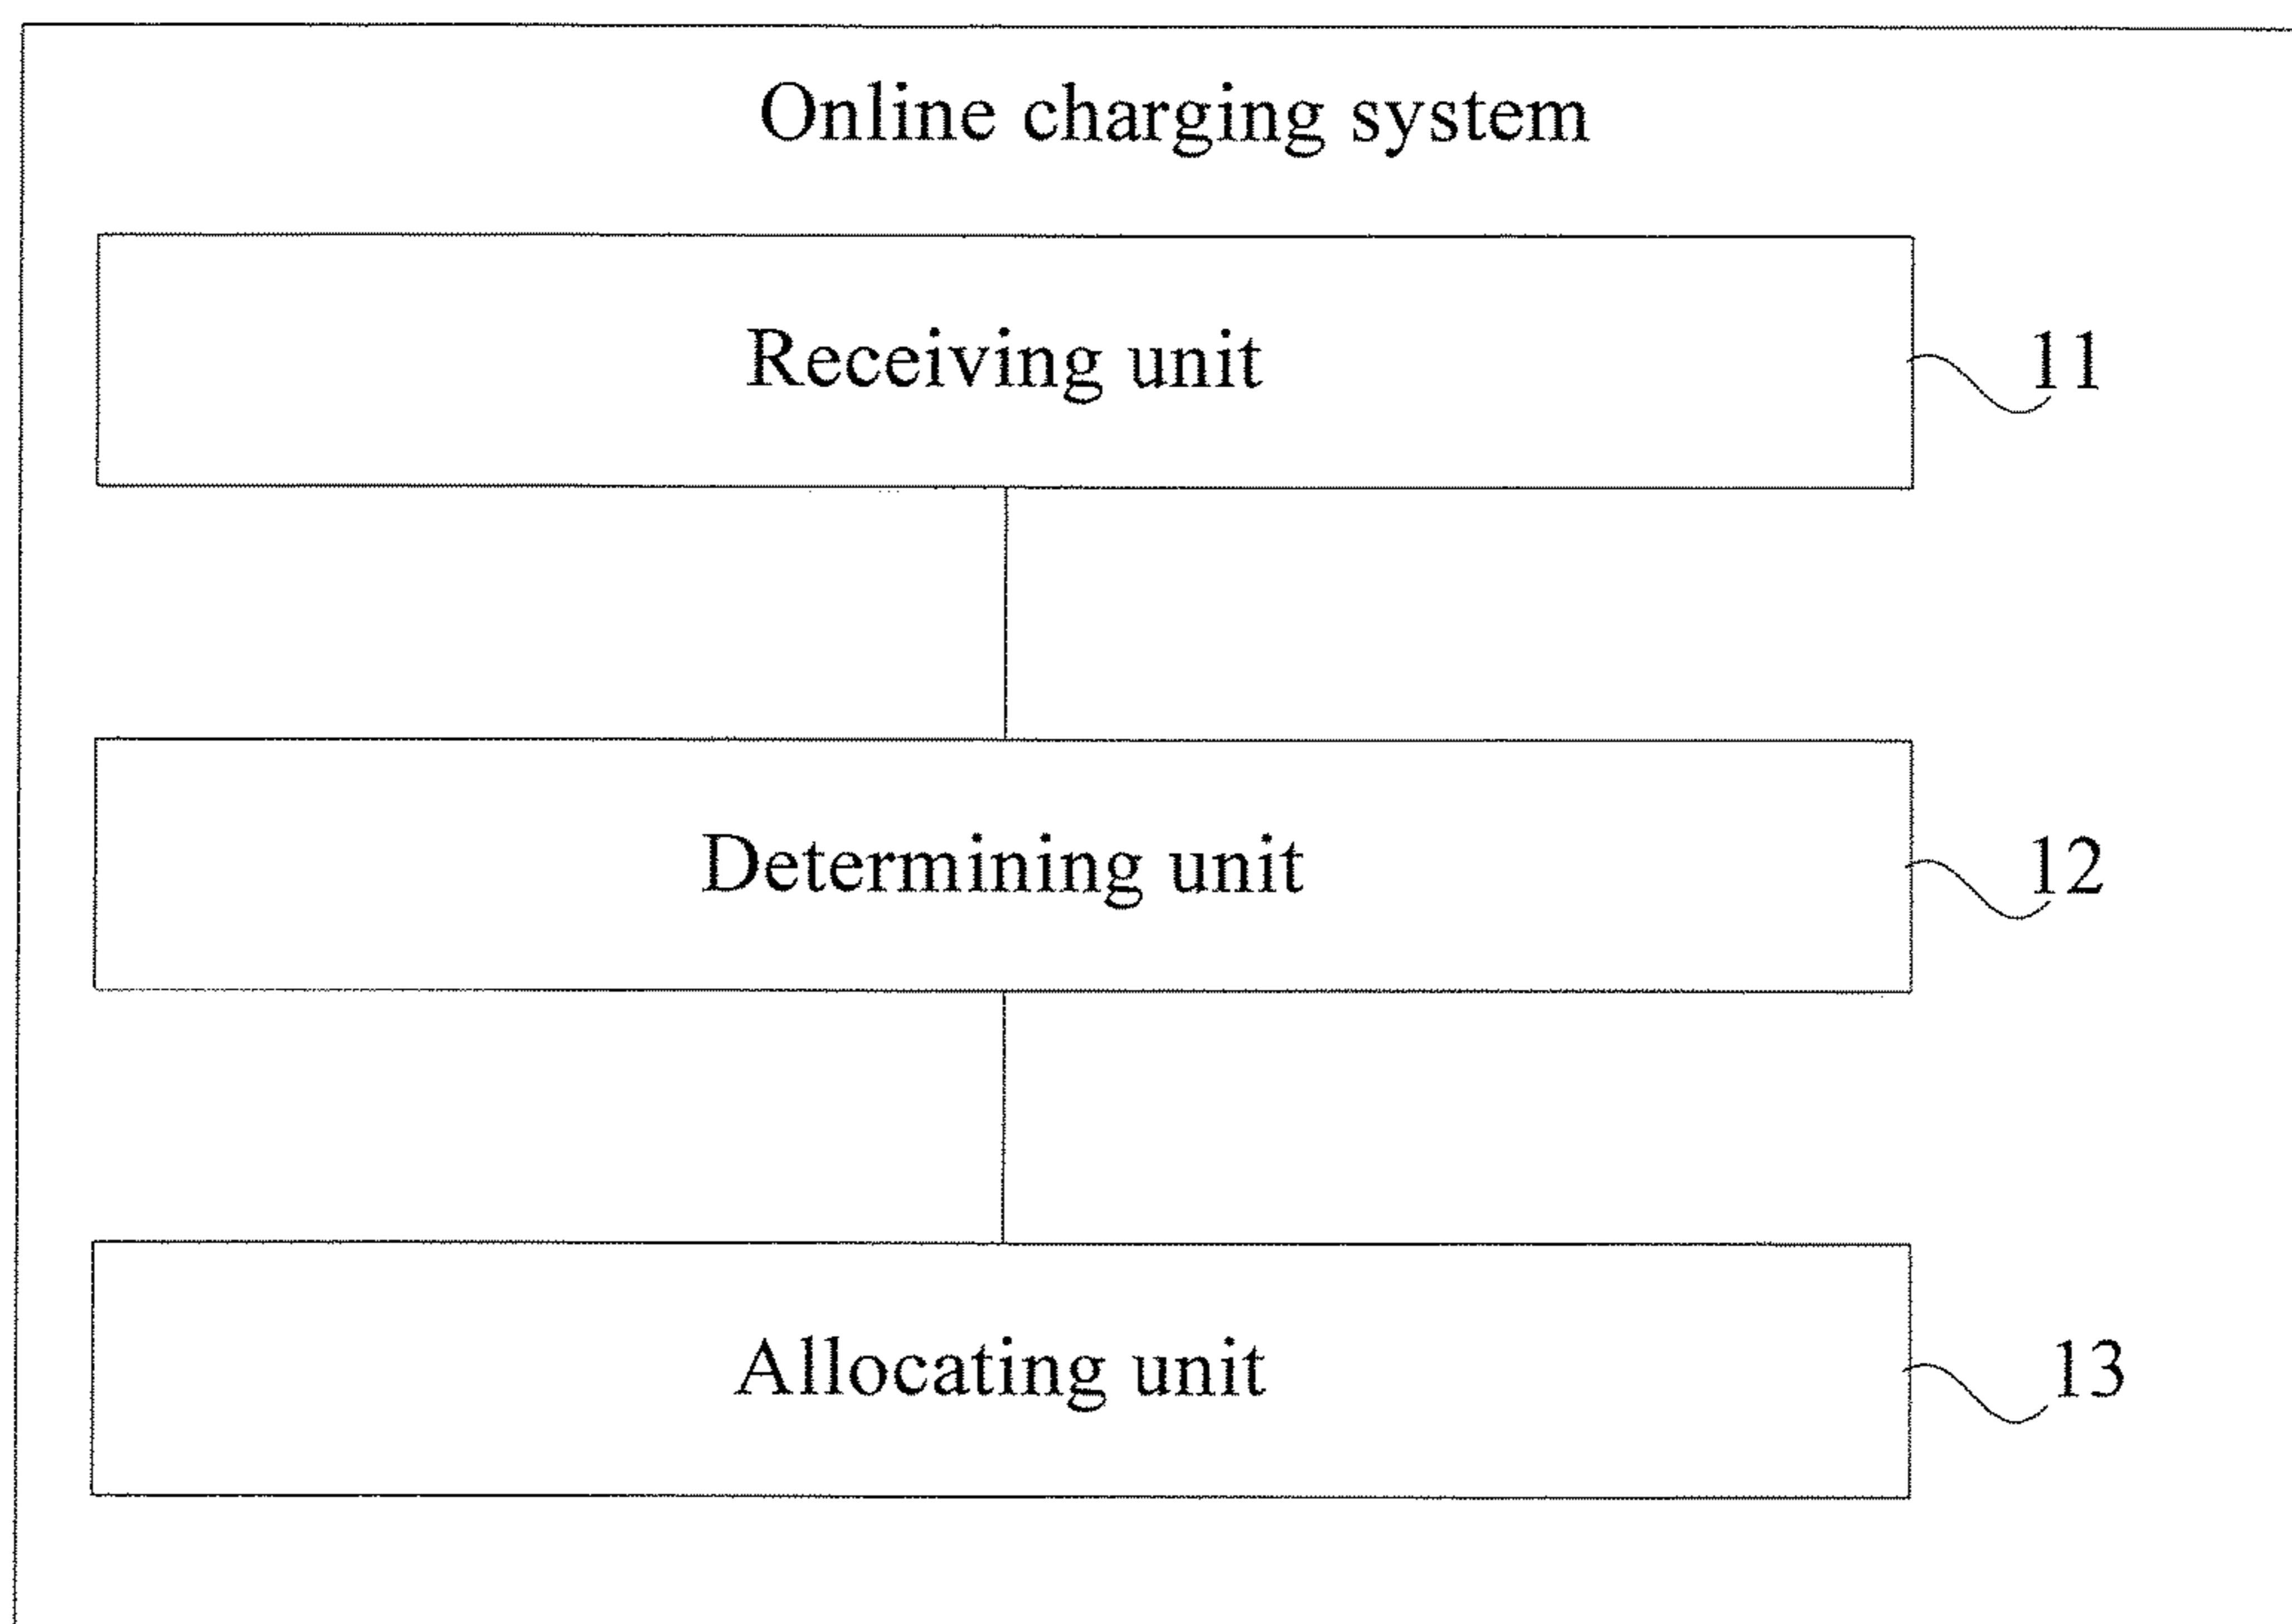 Online charging system
Receiving unit
11
Determining unit
12
Allocating unit
13